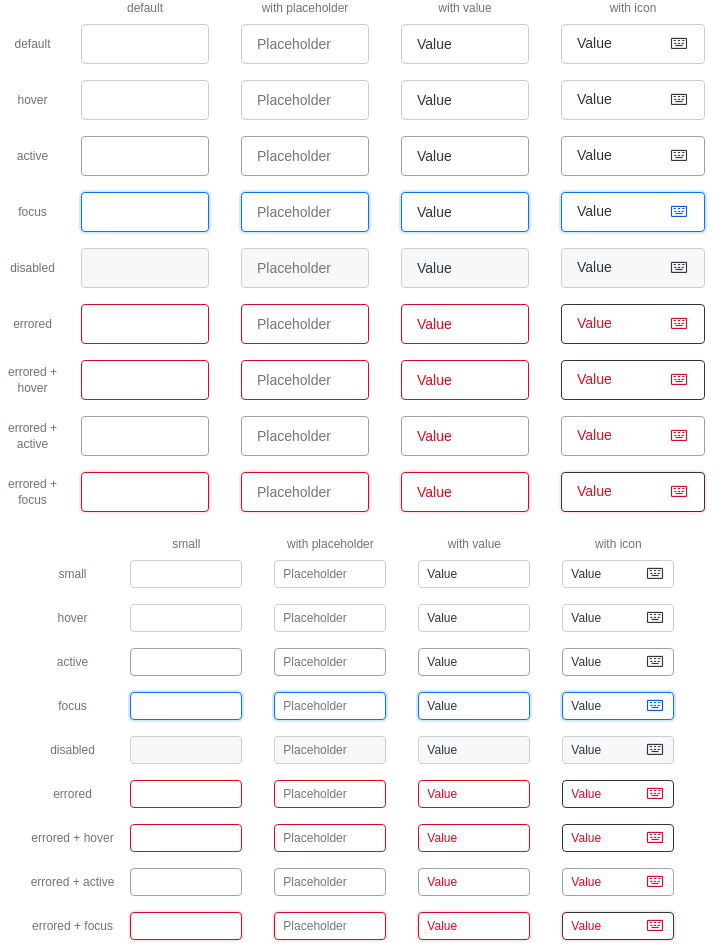 default with placeholder with value with icon
default Placeholder Value Value
hover Placeholder Value Value
active Placeholder Value Value
focus Placeholder Value Value
disabled Placeholder Value Value
errored Placeholder Value Value
errored +
hover Placeholder Value Value
errored +
active Placeholder Value Value
errored +
focus Placeholder Value Value
small with placeholder with value with icon
small Placeholder Value Value
hover Placeholder Value Value
active Placeholder Value Value
focus Placeholder Value Value
disabled Placeholder Value Value
errored Placeholder Value Value
errored + hover Placeholder Value Value
errored + active Placeholder Value Value
errored + focus Placeholder Value Value